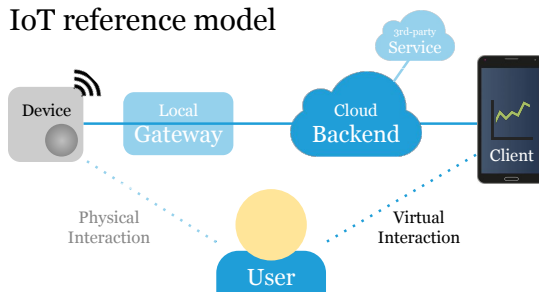 IoT reference model
3rd-party
Service
Device
Local
Gateway
Cloud
Backend
Client
Physical
Interaction
Virtual
Interaction
User